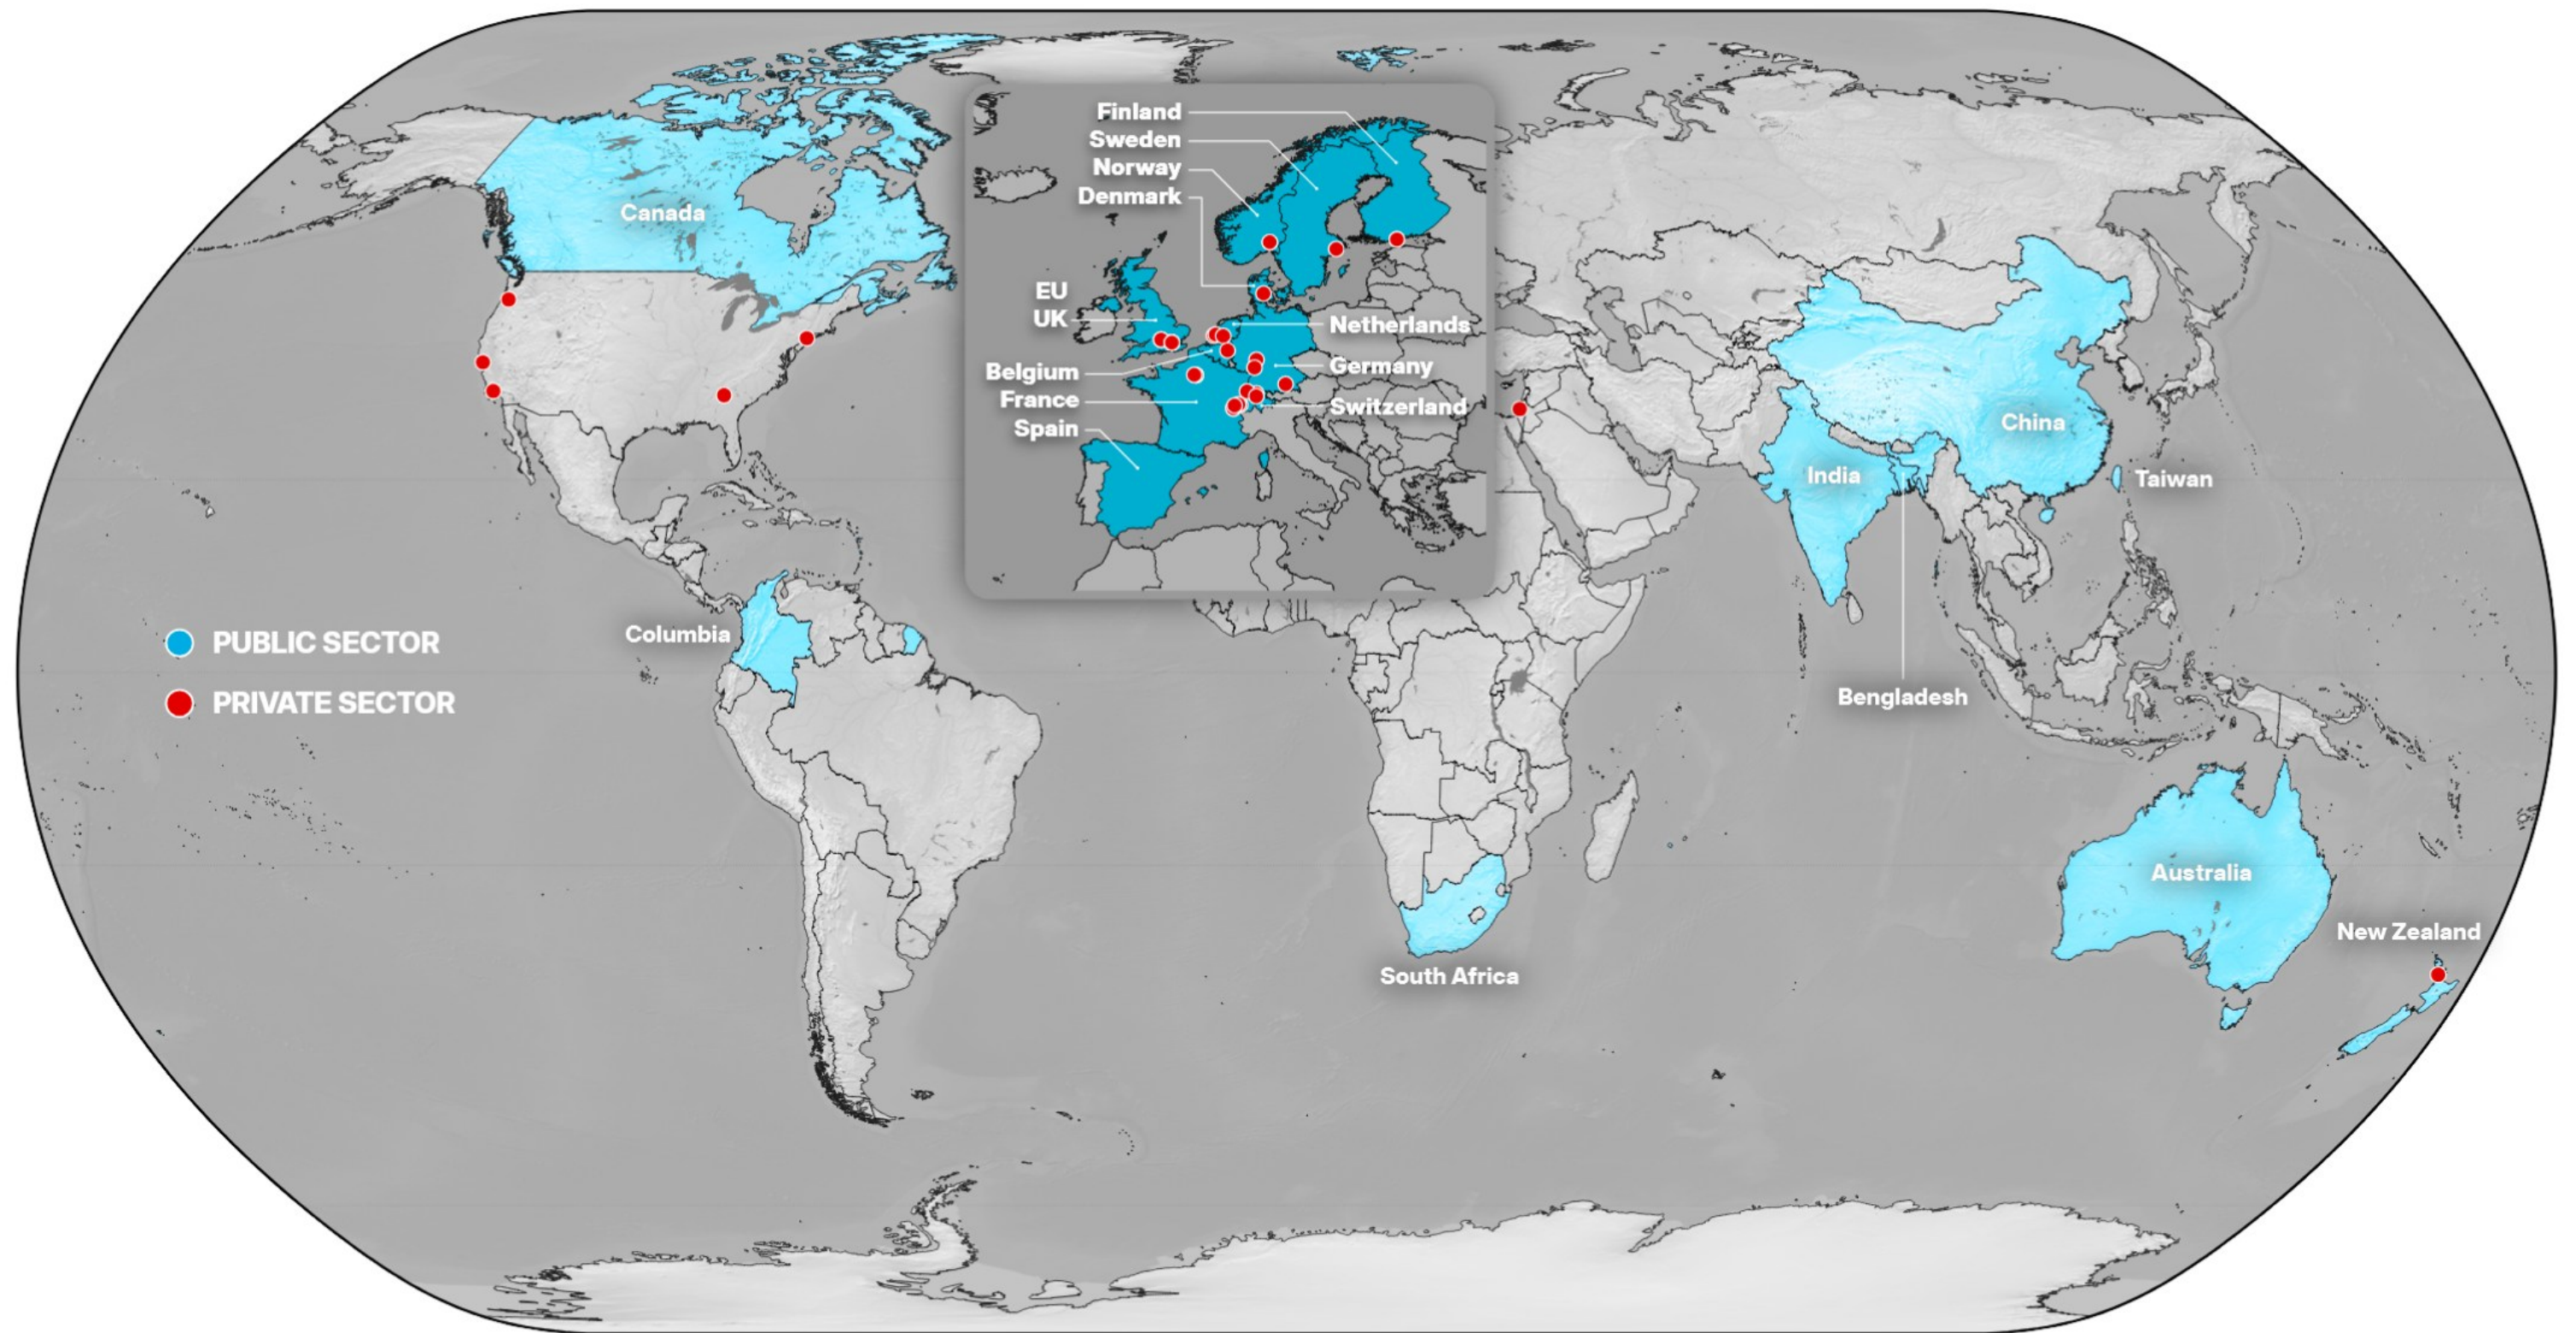 Finland
Sweden
Norway
Denmark
Canada
EU
UK
Netherlands
Belgium
Germany
France
Switzerland
Spain
China
India
Taiwan
Columbia
PUBLIC SECTOR
PRIVATE SECTOR
Bengladesh
Australia
New Zealand
South Africa